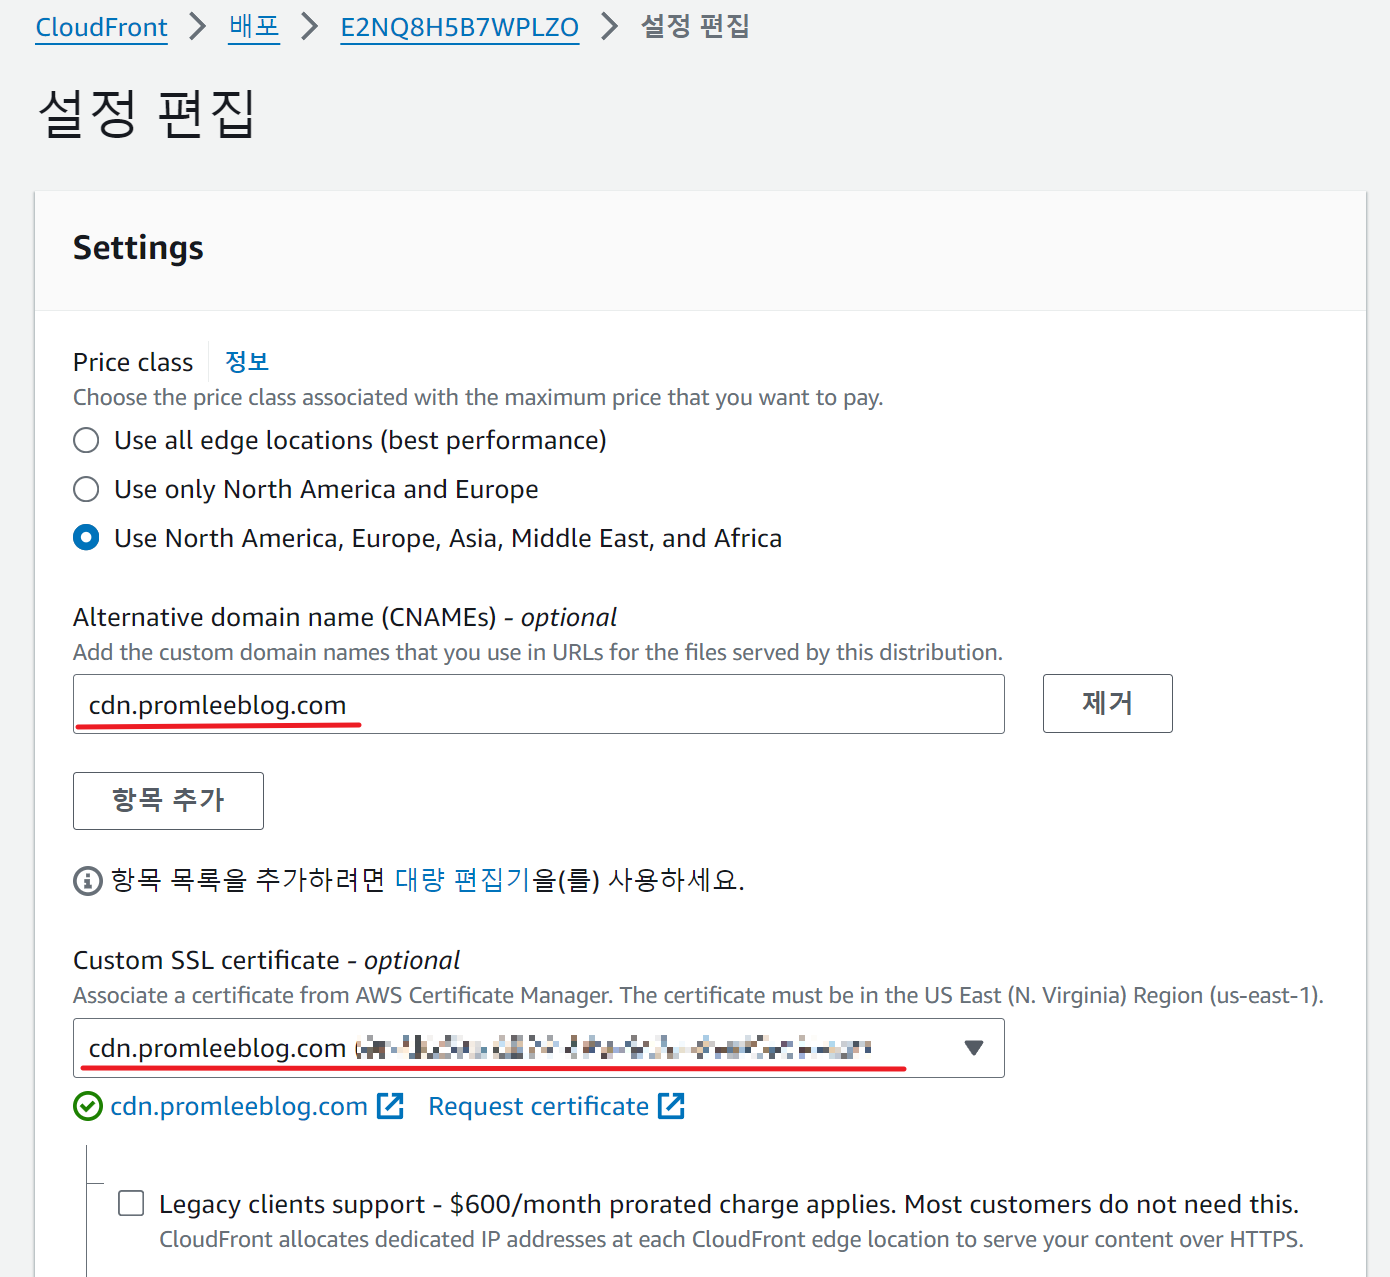 CloudFront > 배포 > E2NQ8H5B7WPLZO > 설정 편집
설정 편집
Settings
Price class 정보
Choose the price class associated with the maximum price that you want to pay.
Use all edge locations (best performance)
Use only North America and Europe
Use North America, Europe, Asia, Middle East, and Africa
Alternative domain name (CNAMEs) - optional
Add the custom domain names that you use in URLs for the files served by this distribution.
cdn.promleeblog.com 제거
항목 추가
항목 목록을 추가하려면 대량 편집기을(를) 사용하세요.
Custom SSL certificate - optional
Associate a certificate from AWS Certificate Manager. The certificate must be in the US East (N. Virginia) Region (us-east-1).
cdn.promleeblog.com
cdn.promleeblog.com Request certificate
Legacy clients support - $600/month prorated charge applies. Most customers do not need this.
CloudFront allocates dedicated IP addresses at each CloudFront edge location to serve your content over HTTPS.